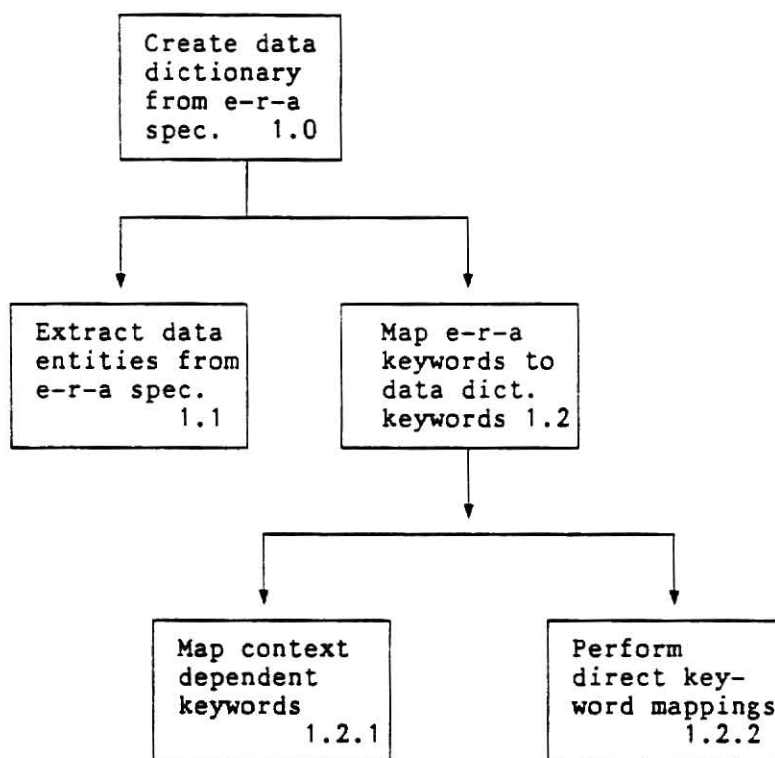 Create data
dictionary
from e-r-a
spec. 1.0
Extract data
entities from
e-r-a spec.
1.1
Map e-r-a
keywords to
data dict.
keywords 1.2
Map context
dependent
keywords
1.2.1
Perform
direct key-
word mappings
1.2.2